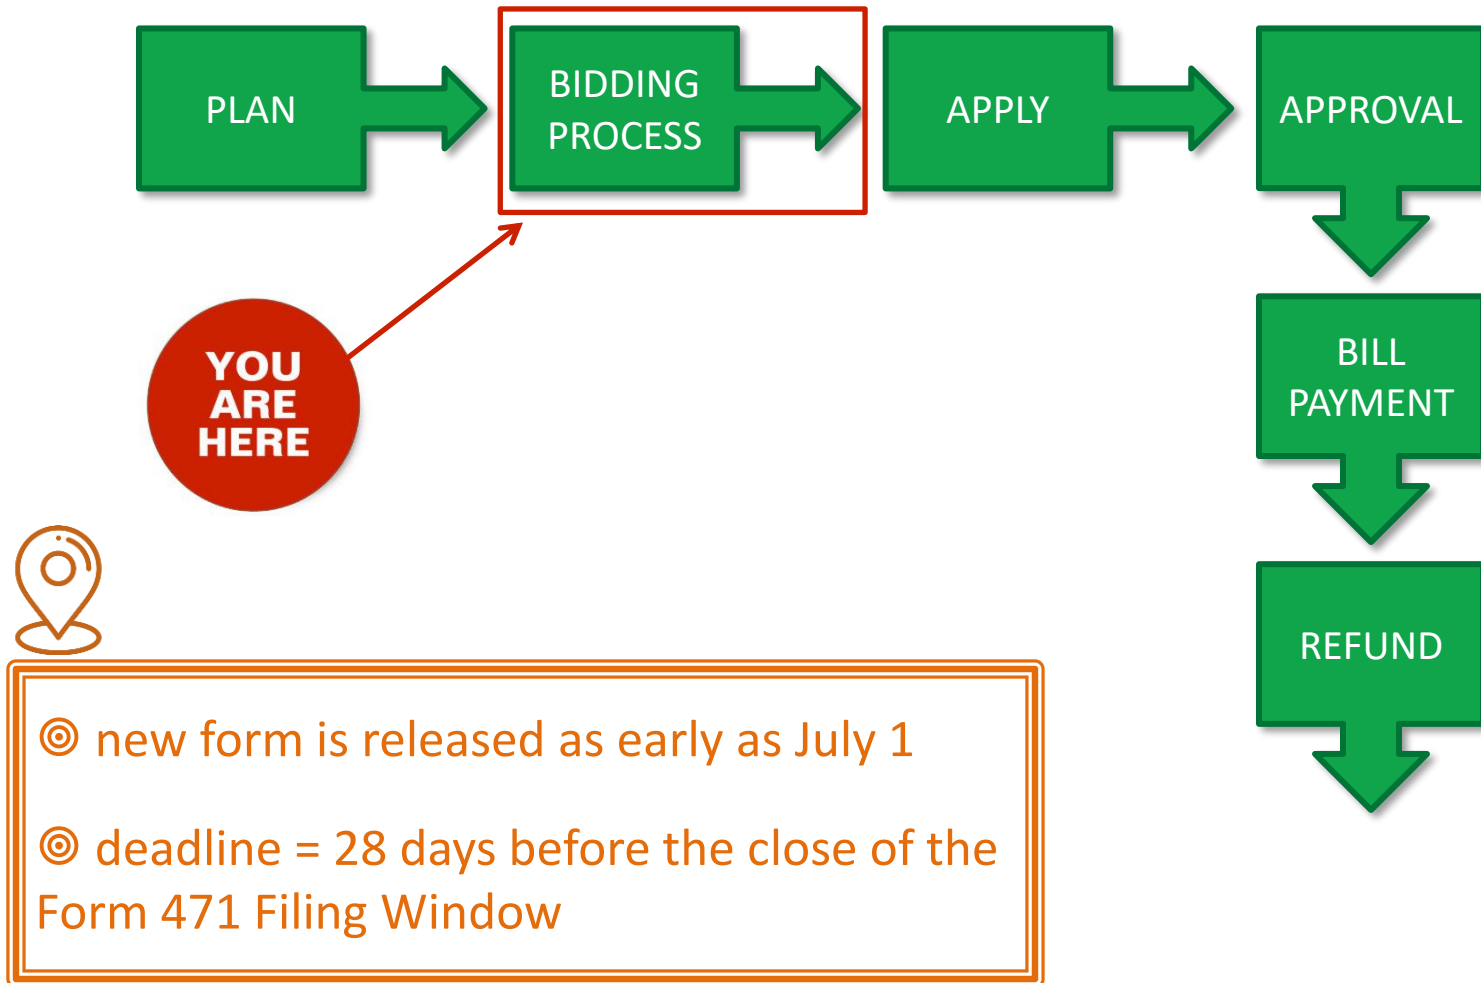 PLAN
BIDDING
PROCESS
APPLY
APPROVAL
YOU
ARE
HERE
BILL
PAYMENT
REFUND
new form is released as early as July 1
deadline = 28 days before the close of the
Form 471 Filing Window